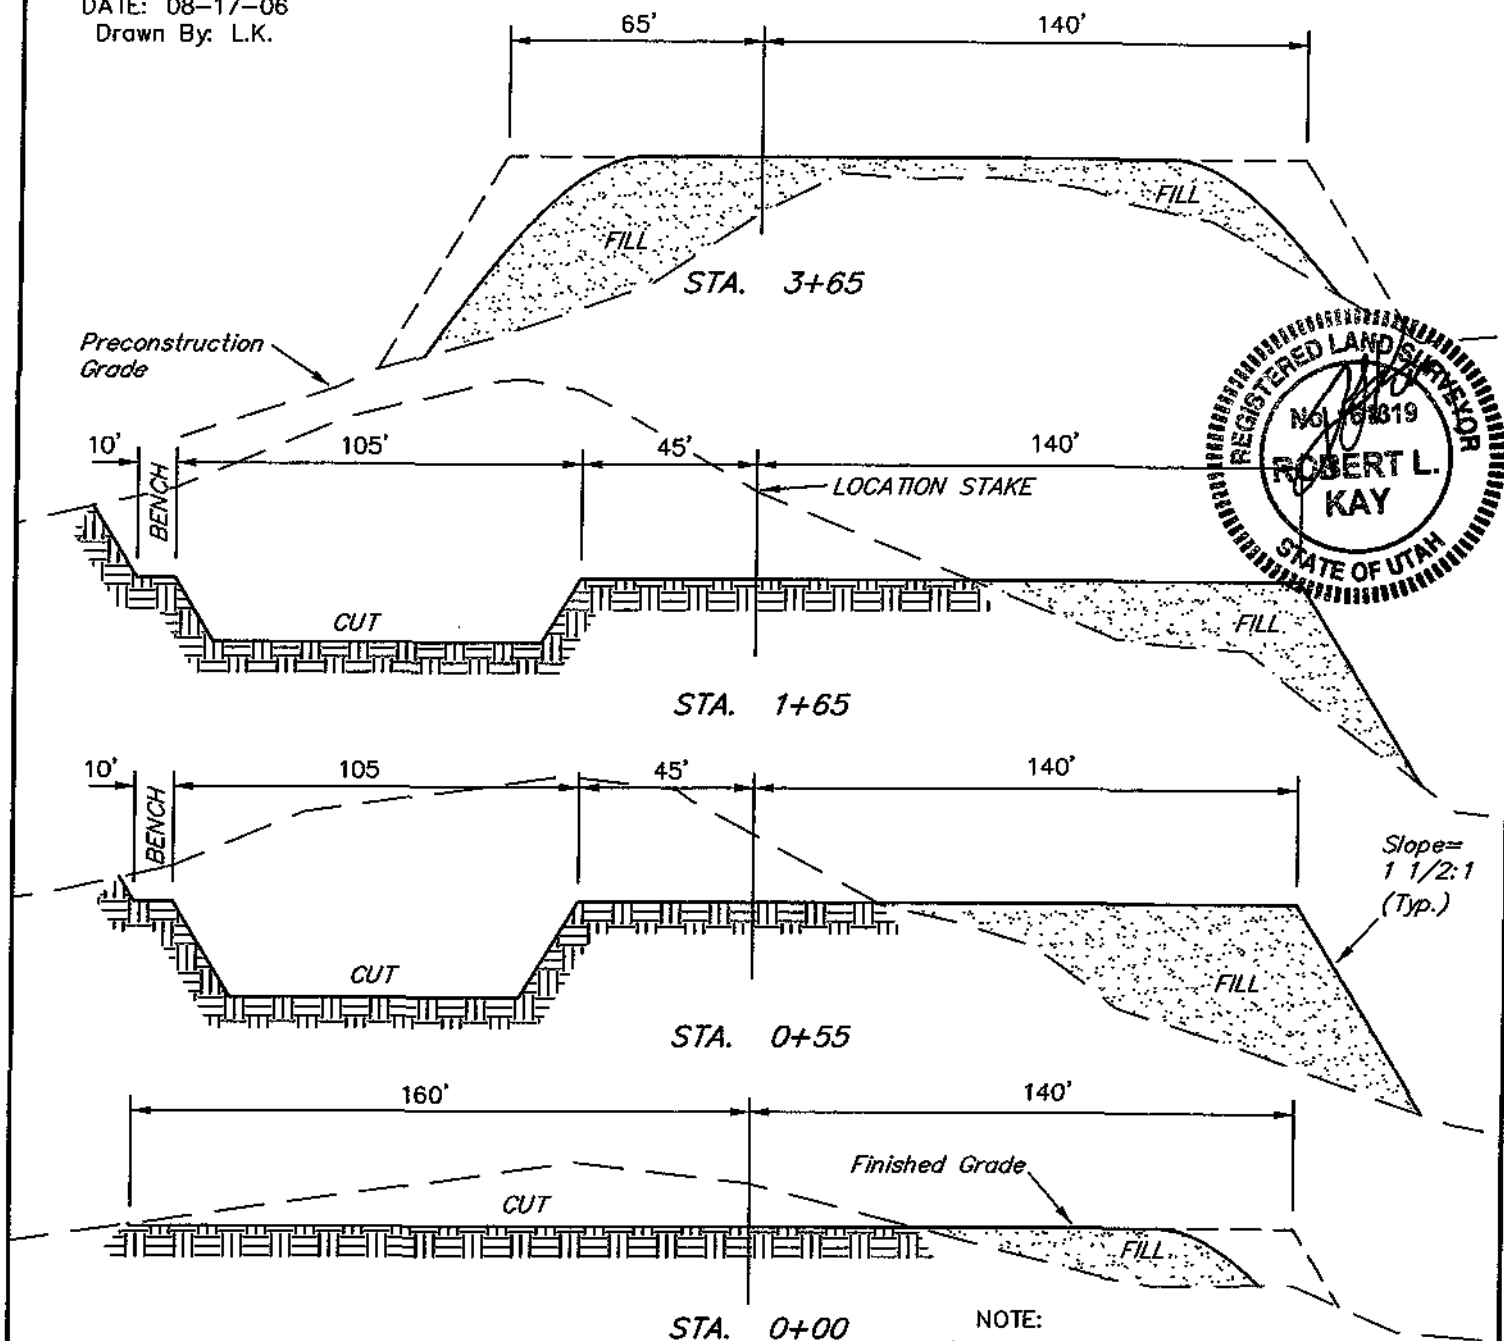 DATE: 08-17-06
Drawn By: L.K.
65' 140'
FILL
FILL
STA. 3+65
Preconstruction
Grade
10' BENCH 105' 45' 140'
LOCATION STAKE
CUT
FILL
STA. 1+65
REGISTERED LAND SURVEYOR
No.
ROBERT L.
KAY
STATE OF UTAH
10' BENCH 105 45' 140'
Slope=
1 1/2:1
(Typ.)
CUT
FILL
STA. 0+55
160' 140'
Finished Grade
CUT
FILL
STA. 0+00
NOTE: